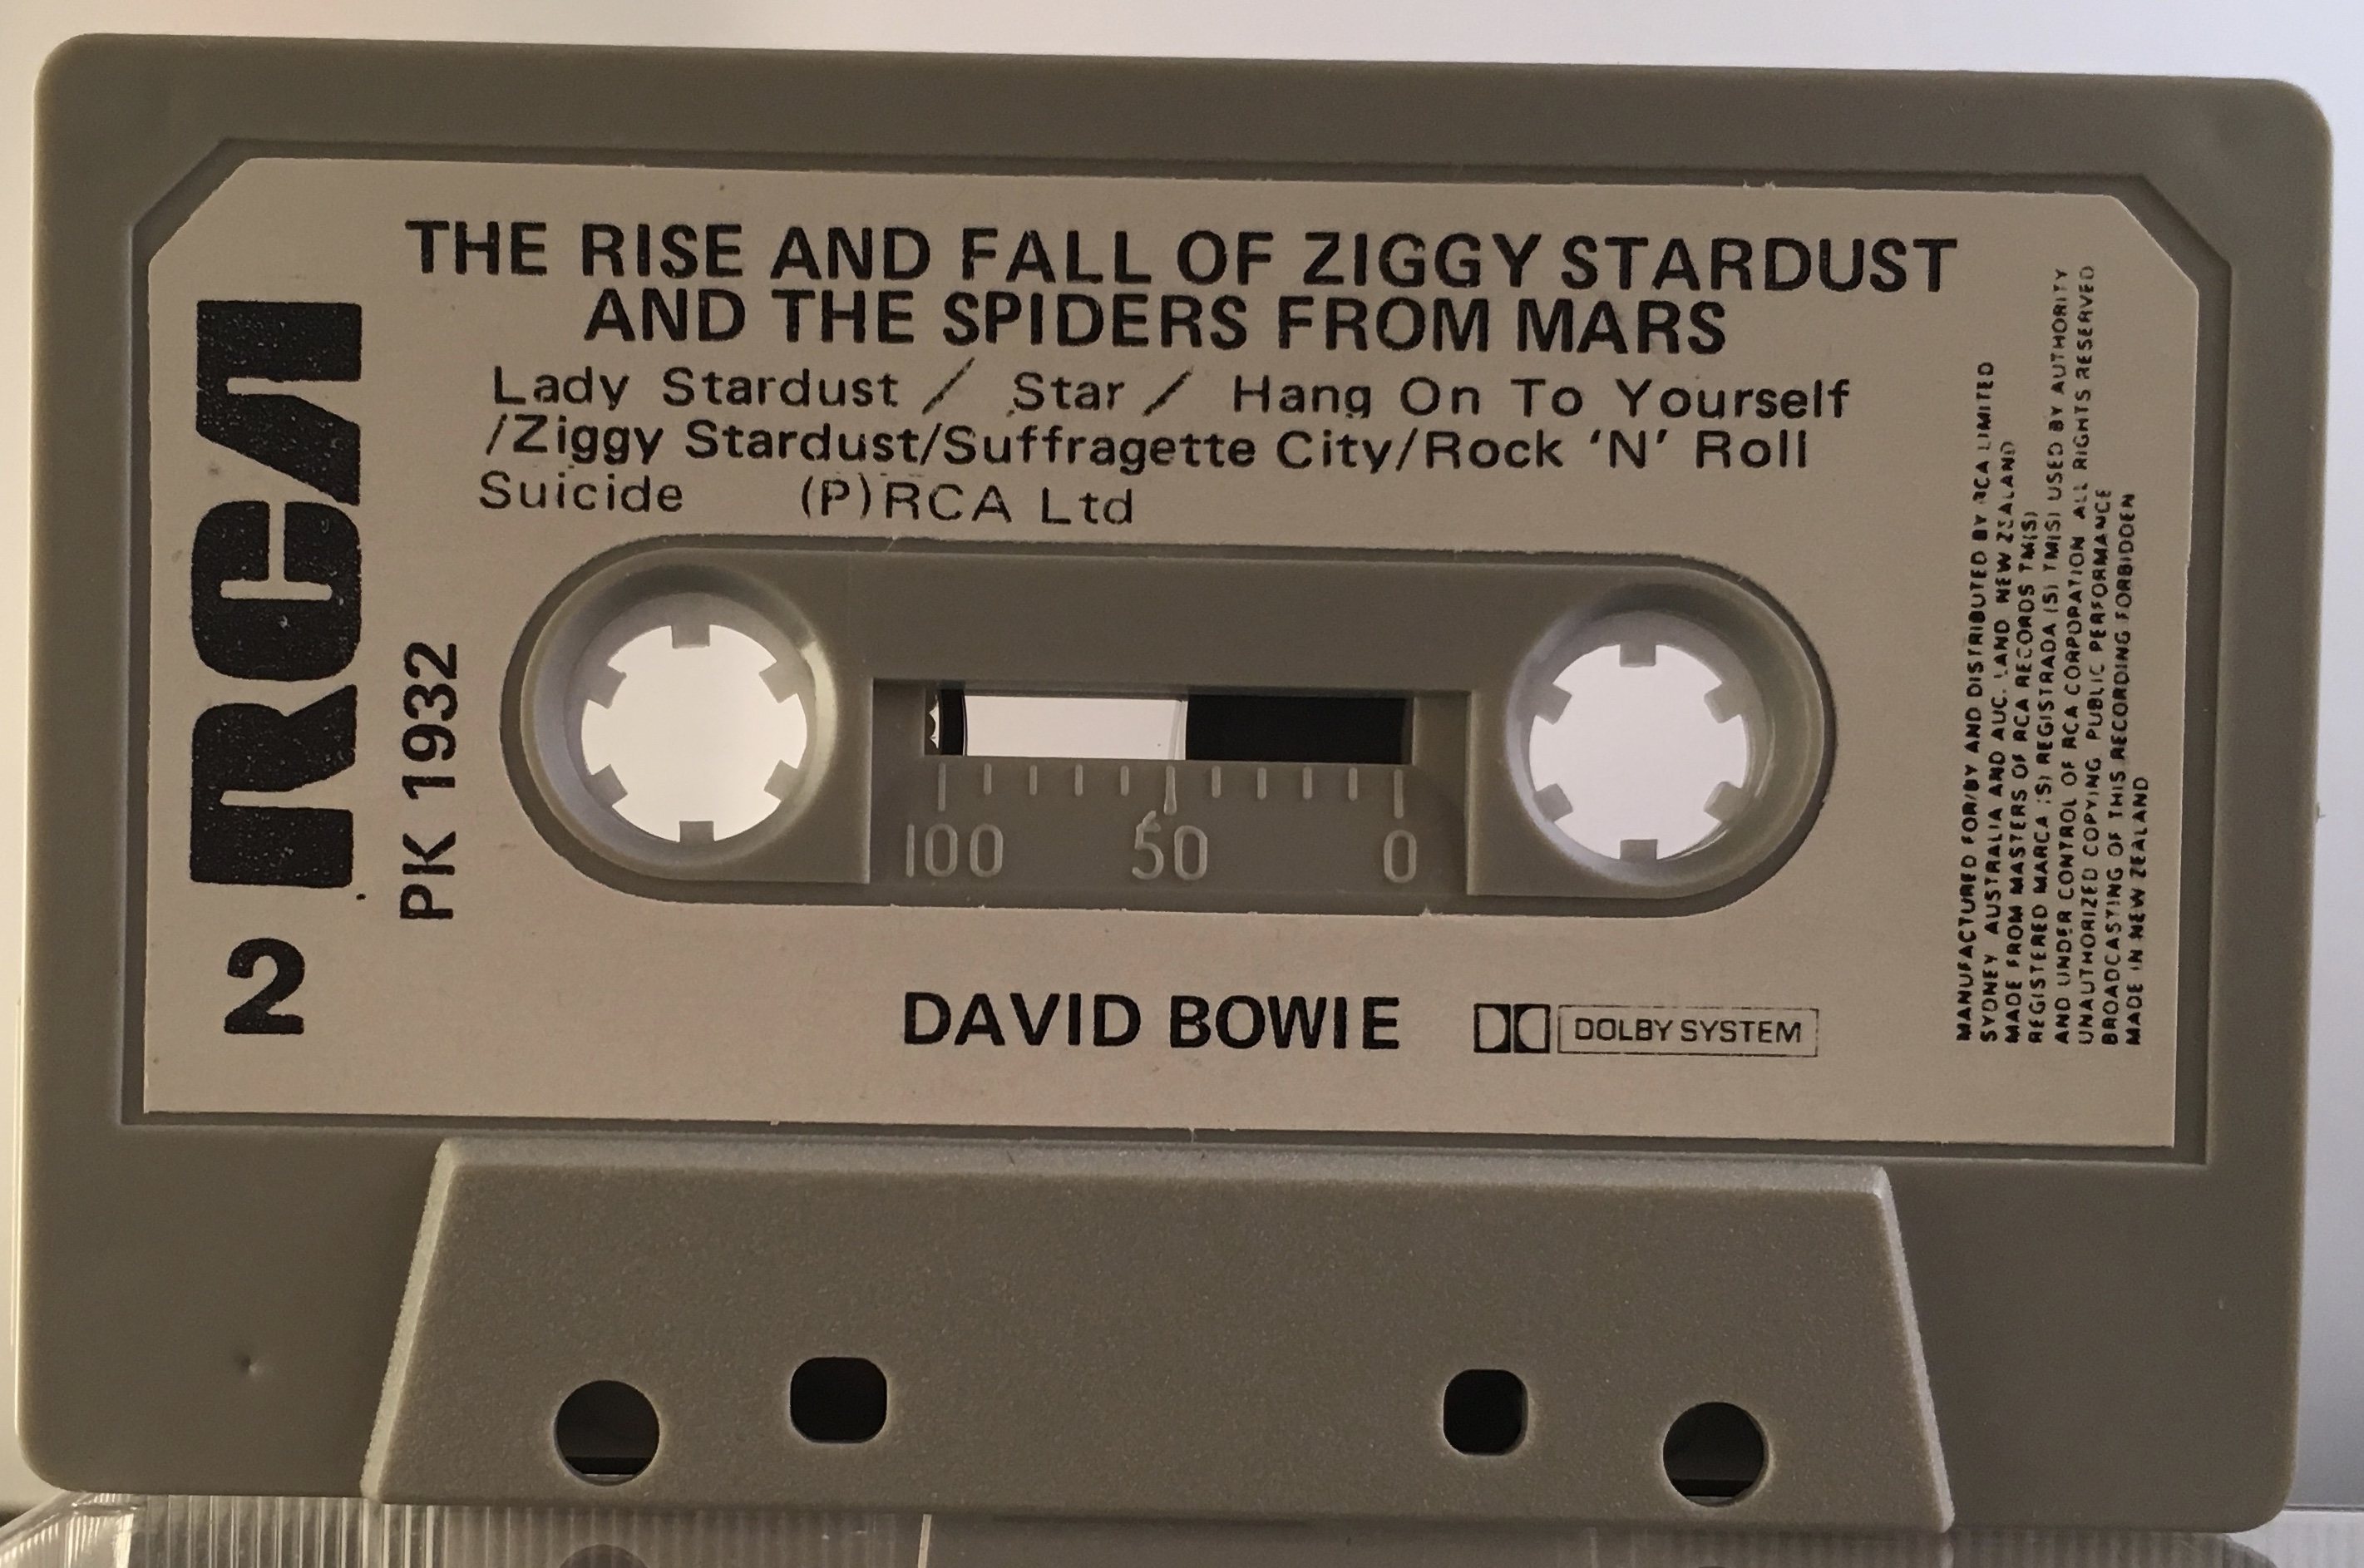 THE RISE AND FALL OF ZIGGY STARDUST
AND THE SPIDERS FROM MARS
Lady Stardust / Star / Hang On To Yourself
/Ziggy Stardust/Suffragette City/Rock 'N' Roll
Suicide (P)RCA Ltd
RCA
PK 1932
2
100 50 0
DAVID BOWIE DOLBY SYSTEM
MANUFACTURED FOR/BY AND DISTRIBUTED BY RCA LIMITED
SYDNEY AUSTRALIA AND AUCKLAND NEW ZEALAND
MADE FROM MASTERS OF RCA RECORDS TM(S)
REGISTERED MARCA (S) REGISTRADA (S) TM(S) USED BY AUTHORITY
AND UNDER CONTROL OF RCA CORPORATION ALL RIGHTS RESERVED
UNAUTHORIZED COPYING PUBLIC PERFORMANCE
BROADCASTING OF THIS RECORDING FORBIDDEN
MADE IN NEW ZEALAND